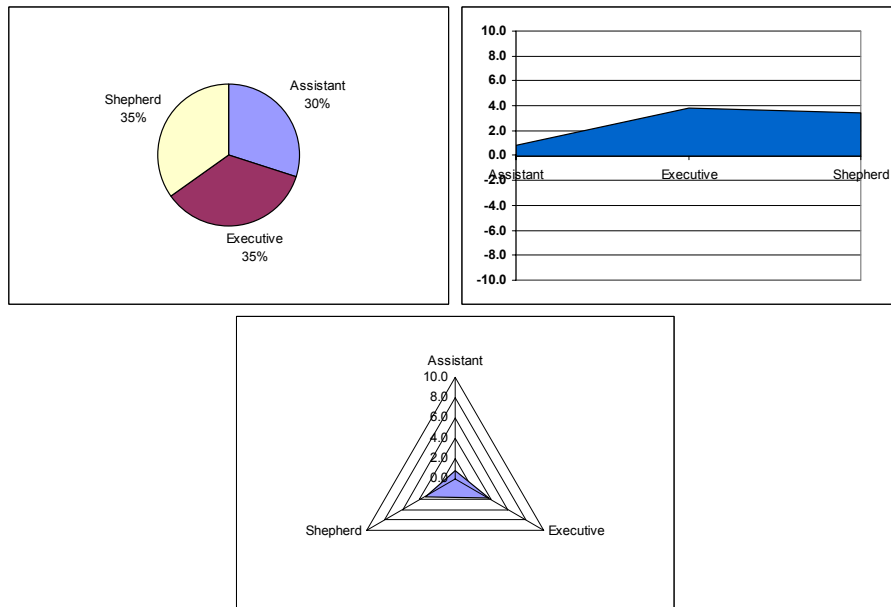 Assistant
30%
Shepherd
35%
Executive
35%
10.0
8.0
6.0
4.0
2.0
0.0
Assistant
Executive
Shepherd
-2.0
-4.0
-6.0
-8.0
-10.0
Assistant
10.0
8.0
6.0
4.0
2.0
0.0
Shepherd
Executive